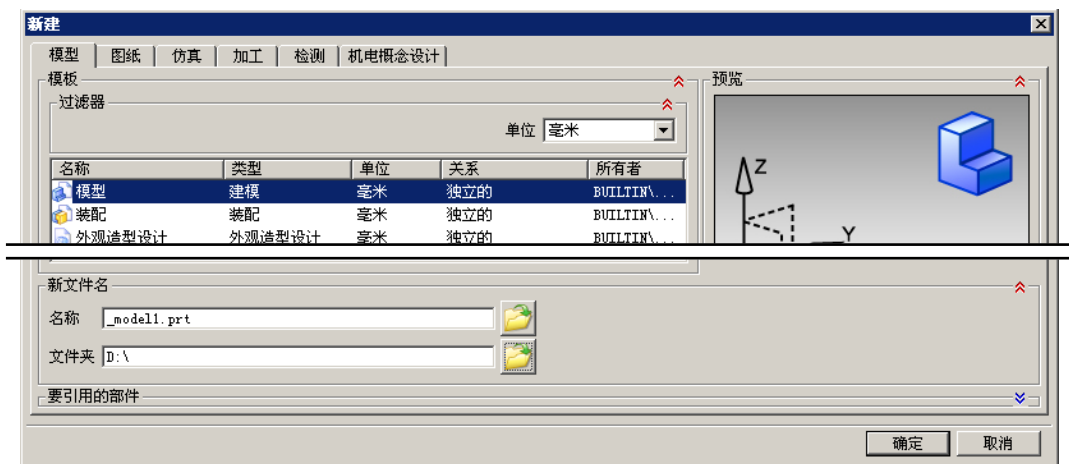 新建
模型 图纸 仿真 加工 检测 机电概念设计
模板 预览
过滤器
单位 毫米
名称 类型 单位 关系 所有者
模型 建模 毫米 独立的 BUILTIN\...
装配 装配 毫米 独立的 BUILTIN\...
外观造型设计 外观造型设计 毫米 独立的 BUILTIN\...
Z
Y
新文件名
名称 _model1.prt
文件夹 D:\
要引用的部件
确定 取消